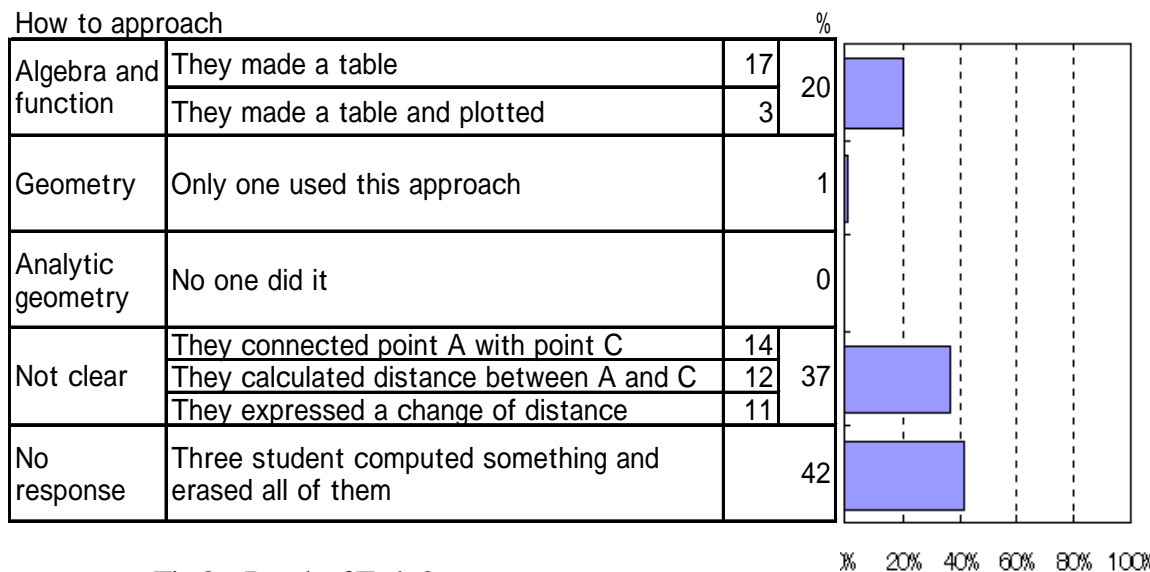 How to approach %
Algebra and function
They made a table 17
They made a table and plotted 3
20
Geometry
Only one used this approach 1
Analytic geometry
No one did it 0
Not clear
They connected point A with point C 14
They calculated distance between A and C 12
They expressed a change of distance 11
37
No response
Three student computed something and
erased all of them
42
20% 40% 60% 80%